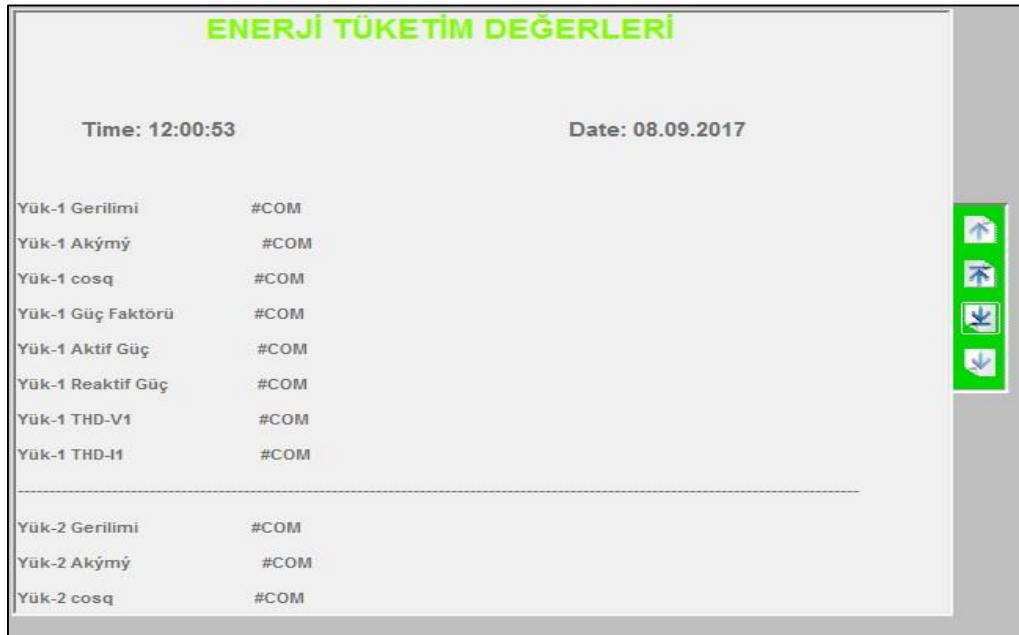 ENERJİ TÜKETİM DEĞERLERİ
Time: 12:00:53 Date: 08.09.2017
Yük-1 Gerilimi #COM
Yük-1 Akýmý #COM
Yük-1 cosq #COM
Yük-1 Güç Faktörü #COM
Yük-1 Aktif Güç #COM
Yük-1 Reaktif Güç #COM
Yük-1 THD-V1 #COM
Yük-1 THD-I1 #COM
Yük-2 Gerilimi #COM
Yük-2 Akýmý #COM
Yük-2 cosq #COM